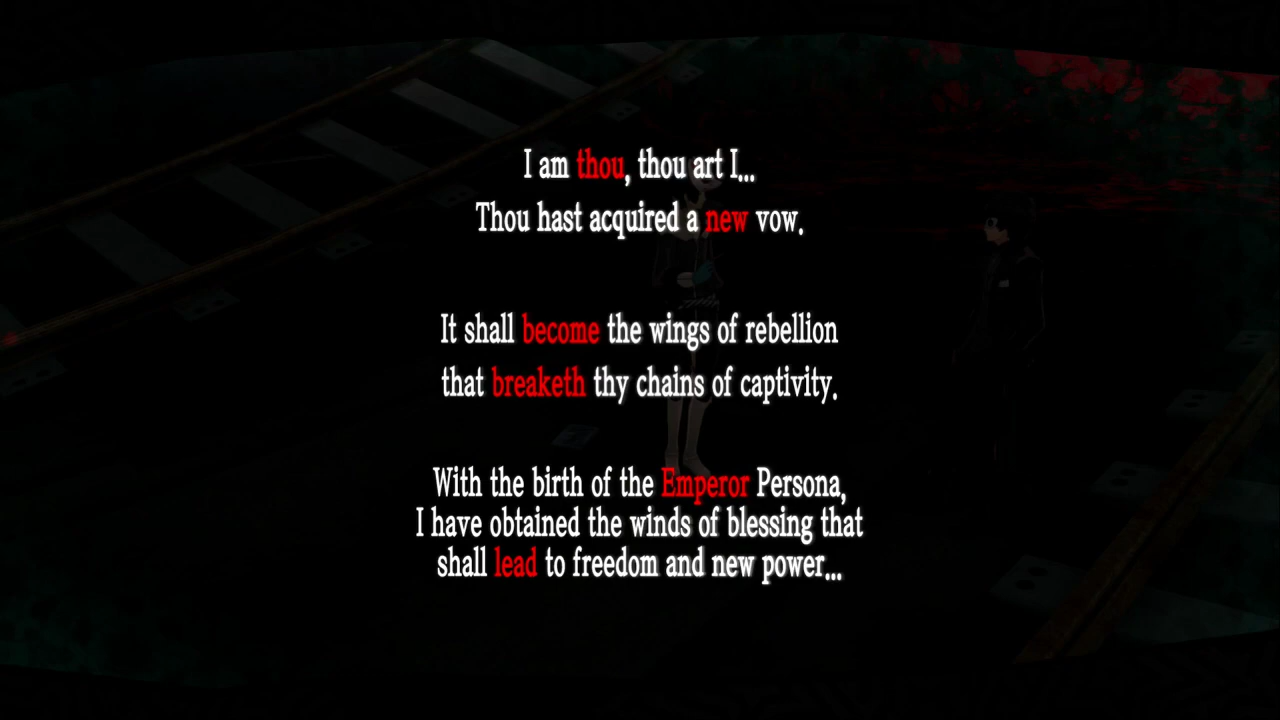 I am thou, thou art I...
Thou hast acquired a new vow.
It shall become the wings of rebellion
that breaketh thy chains of captivity.
With the birth of the Emperor Persona,
I have obtained the winds of blessing that
shall lead to freedom and new power...